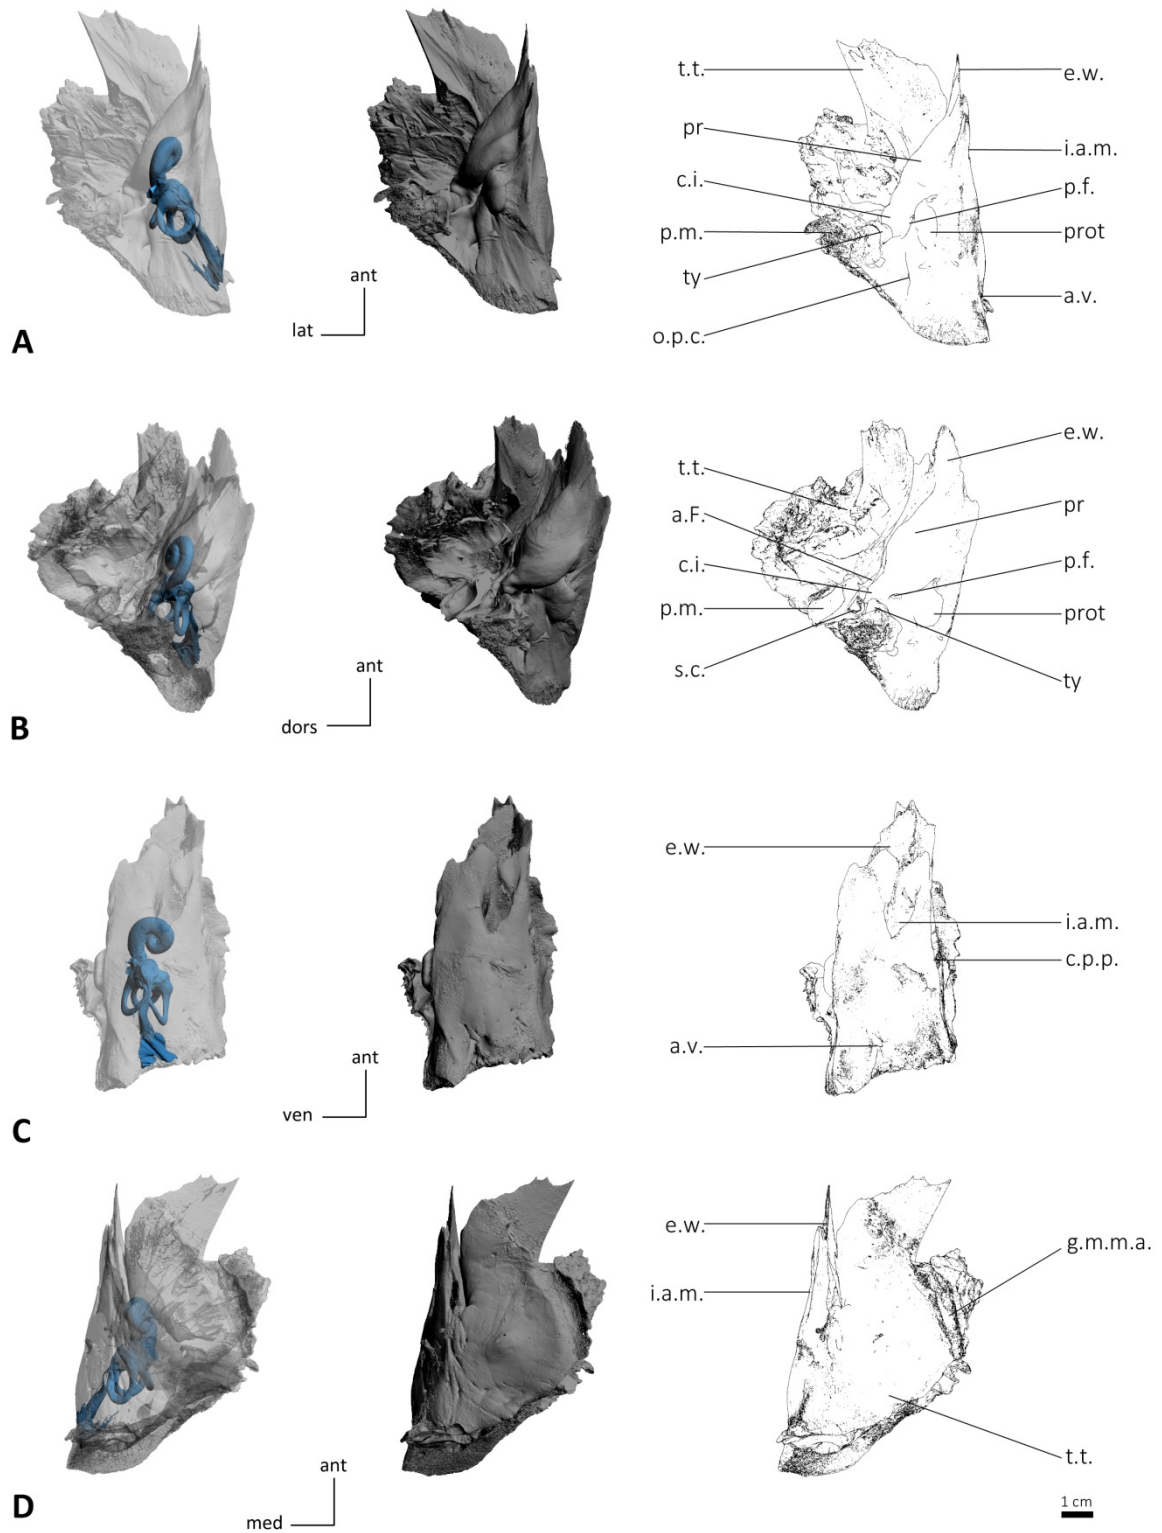 t.t.
pr
c.i.
p.m.
ty
o.p.c.
e.w.
i.a.m.
p.f.
prot
a.v.
ant
lat
A
t.t.
a.F.
c.i.
p.m.
s.c.
e.w.
pr
p.f.
prot
ty
ant
dors
B
e.w.
a.v.
i.a.m.
c.p.p.
ant
ven
C
e.w.
i.a.m.
g.m.m.a.
t.t.
ant
med
D
1 cm